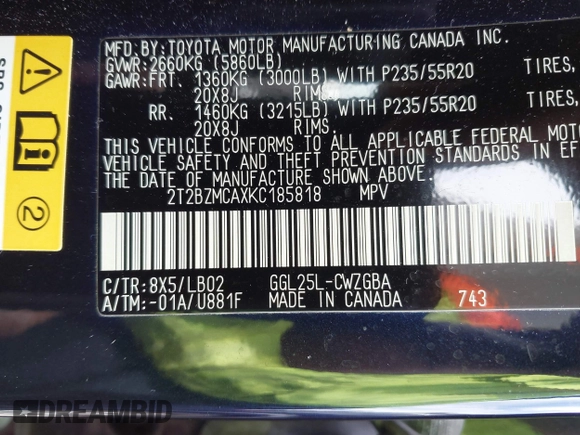 MFD.BY:TOYOTA MOTOR MANUFACTURING CANADA INC.
GVWR:2660KG (5860LB)
GAWR:FRT. 1360KG (3000LB) WITH P235/55R20 TIRES,
20X8J RIMS.
RR. 1460KG (3215LB) WITH P235/55R20 TIRES,
20X8J RIMS.
THIS VEHICLE CONFORMS TO ALL APPLICABLE FEDERAL MOT
VEHICLE SAFETY AND THEFT PREVENTION STANDARDS IN EF
THE DATE OF MANUFACTURE SHOWN ABOVE.
2T2BZMCAXKC185818 MPV
C/TR:8X5/LB02 GGL25L-CWZGBA
A/TM:-01A/U881F MADE IN CANADA 743
2
DREAMBID